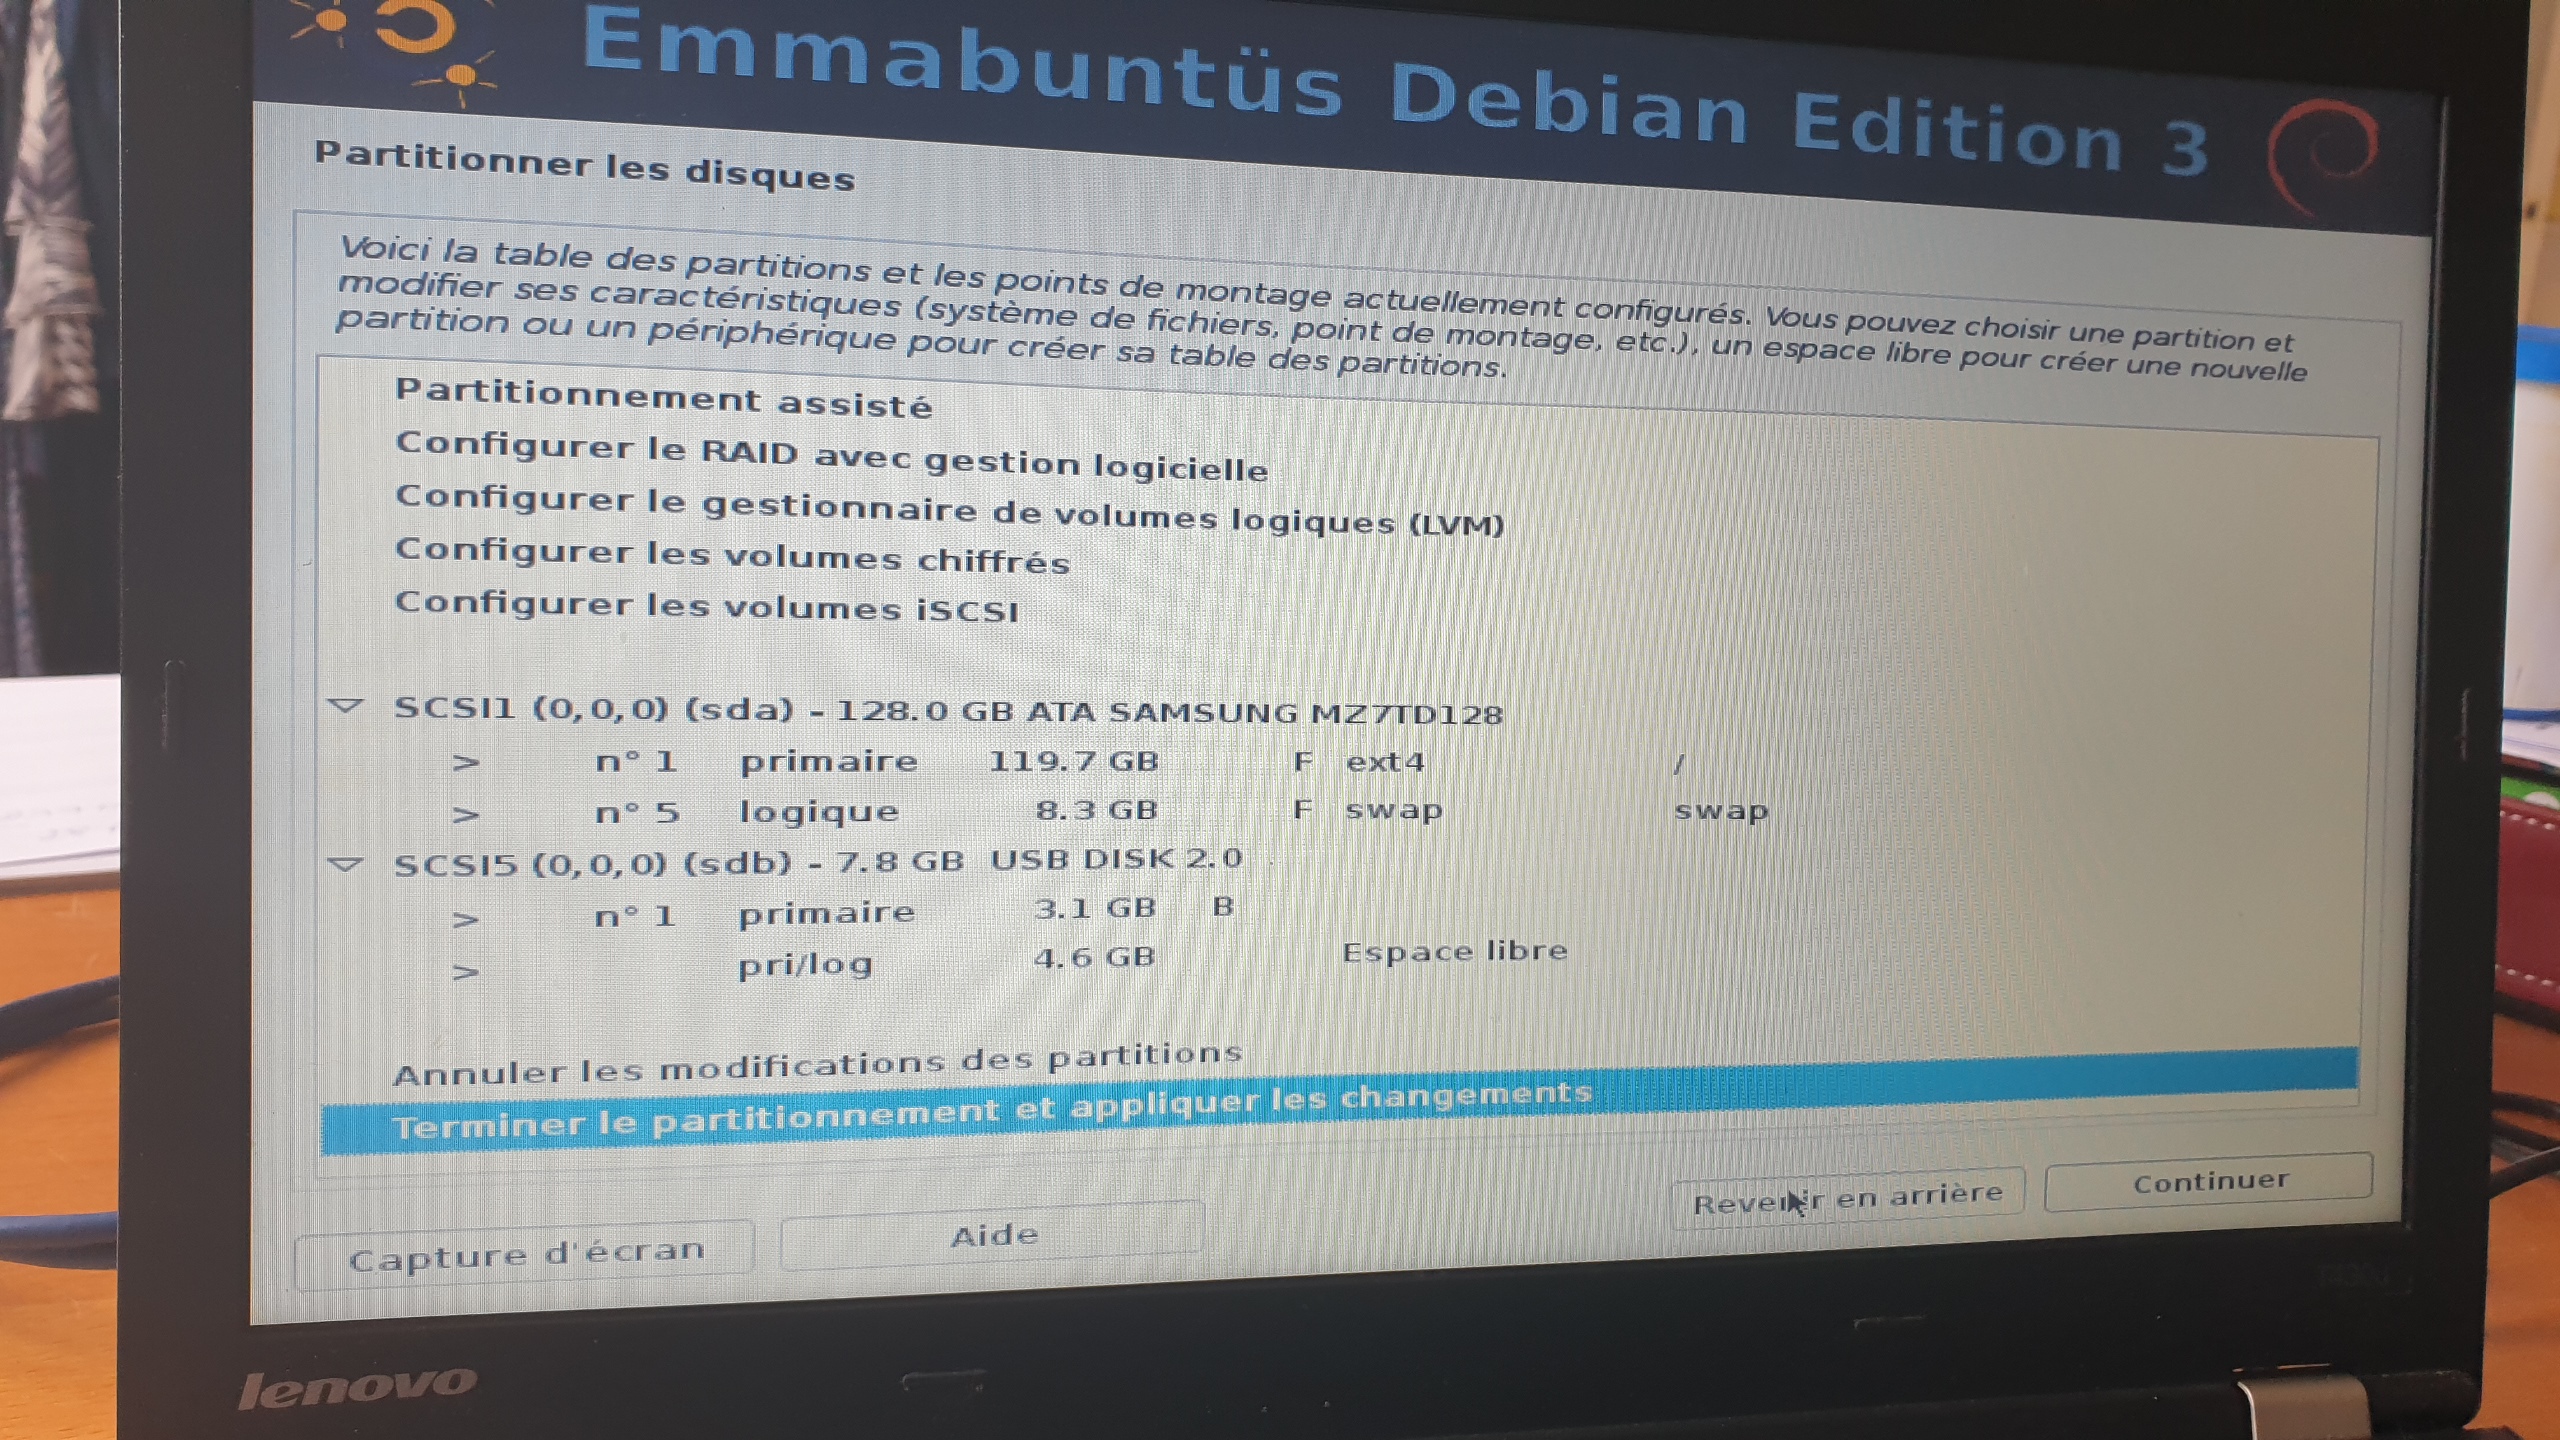 Emmabuntüs Debian Edition 3
Partitionner les disques
Voici la table des partitions et les points de montage actuellement configurés. Vous pouvez choisir une partition et
modifier ses caractéristiques (système de fichiers, point de montage, etc.), un espace libre pour créer une nouvelle
partition ou un périphérique pour créer sa table des partitions.
Partitionnement assisté
Configurer le RAID avec gestion logicielle
Configurer le gestionnaire de volumes logiques (LVM)
Configurer les volumes chiffrés
Configurer les volumes iSCSI
SCSI1 (0,0,0) (sda) - 128.0 GB ATA SAMSUNG MZ7TD128
> n° 1 primaire 119.7 GB F ext4 /
> n° 5 logique 8.3 GB F swap swap
SCSI5 (0,0,0) (sdb) - 7.8 GB USB DISK 2.0
> n° 1 primaire 3.1 GB B
> pri/log 4.6 GB Espace libre
Annuler les modifications des partitions
Terminer le partitionnement et appliquer les changements
Capture d'écran Aide Revenir en arrière Continuer
lenovo